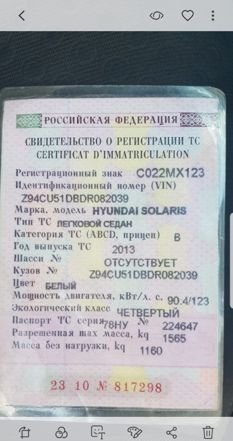 РОССИЙСКАЯ ФЕДЕРАЦИЯ
СВИДЕТЕЛЬСТВО О РЕГИСТРАЦИИ ТС
CERTIFICAT D'IMMATRICULATION
Регистрационный знак С022МХ123
Идентификационный номер (VIN)
Z94CU51DBDR082039
Марка, модель HYUNDAI SOLARIS
Тип ТС ЛЕГКОВОЙ СЕДАН
Категория ТС (ABCD, прицеп) B
Год выпуска ТС 2013
Шасси № ОТСУТСТВУЕТ
Кузов № Z94CU51DBDR082039
Цвет БЕЛЫЙ
Мощность двигателя, кВт/л. с. 90.4/123
Экологический класс ЧЕТВЕРТЫЙ
Паспорт ТС серия 78НУ № 224647
Разрешенная max масса, kg 1565
Масса без нагрузки, kg 1160
23 10 № 817298